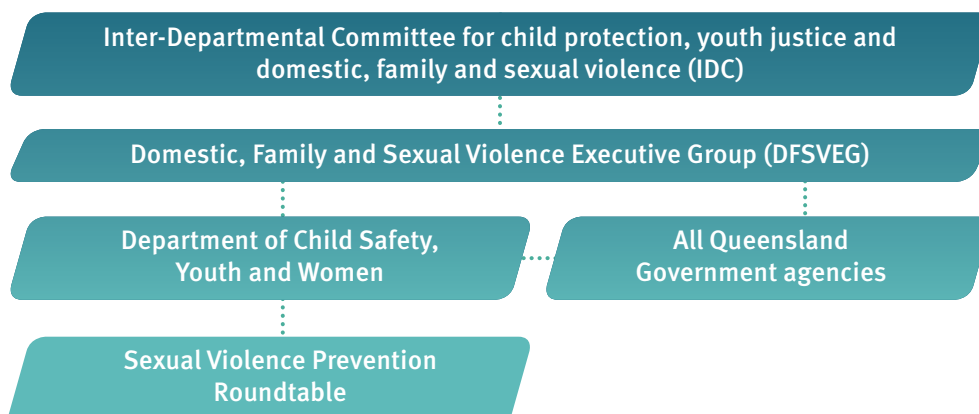 Inter-Departmental Committee for child protection, youth justice and
domestic, family and sexual violence (IDC)
Domestic, Family and Sexual Violence Executive Group (DFSVEG)
Department of Child Safety,
Youth and Women
All Queensland
Government agencies
Sexual Violence Prevention
Roundtable